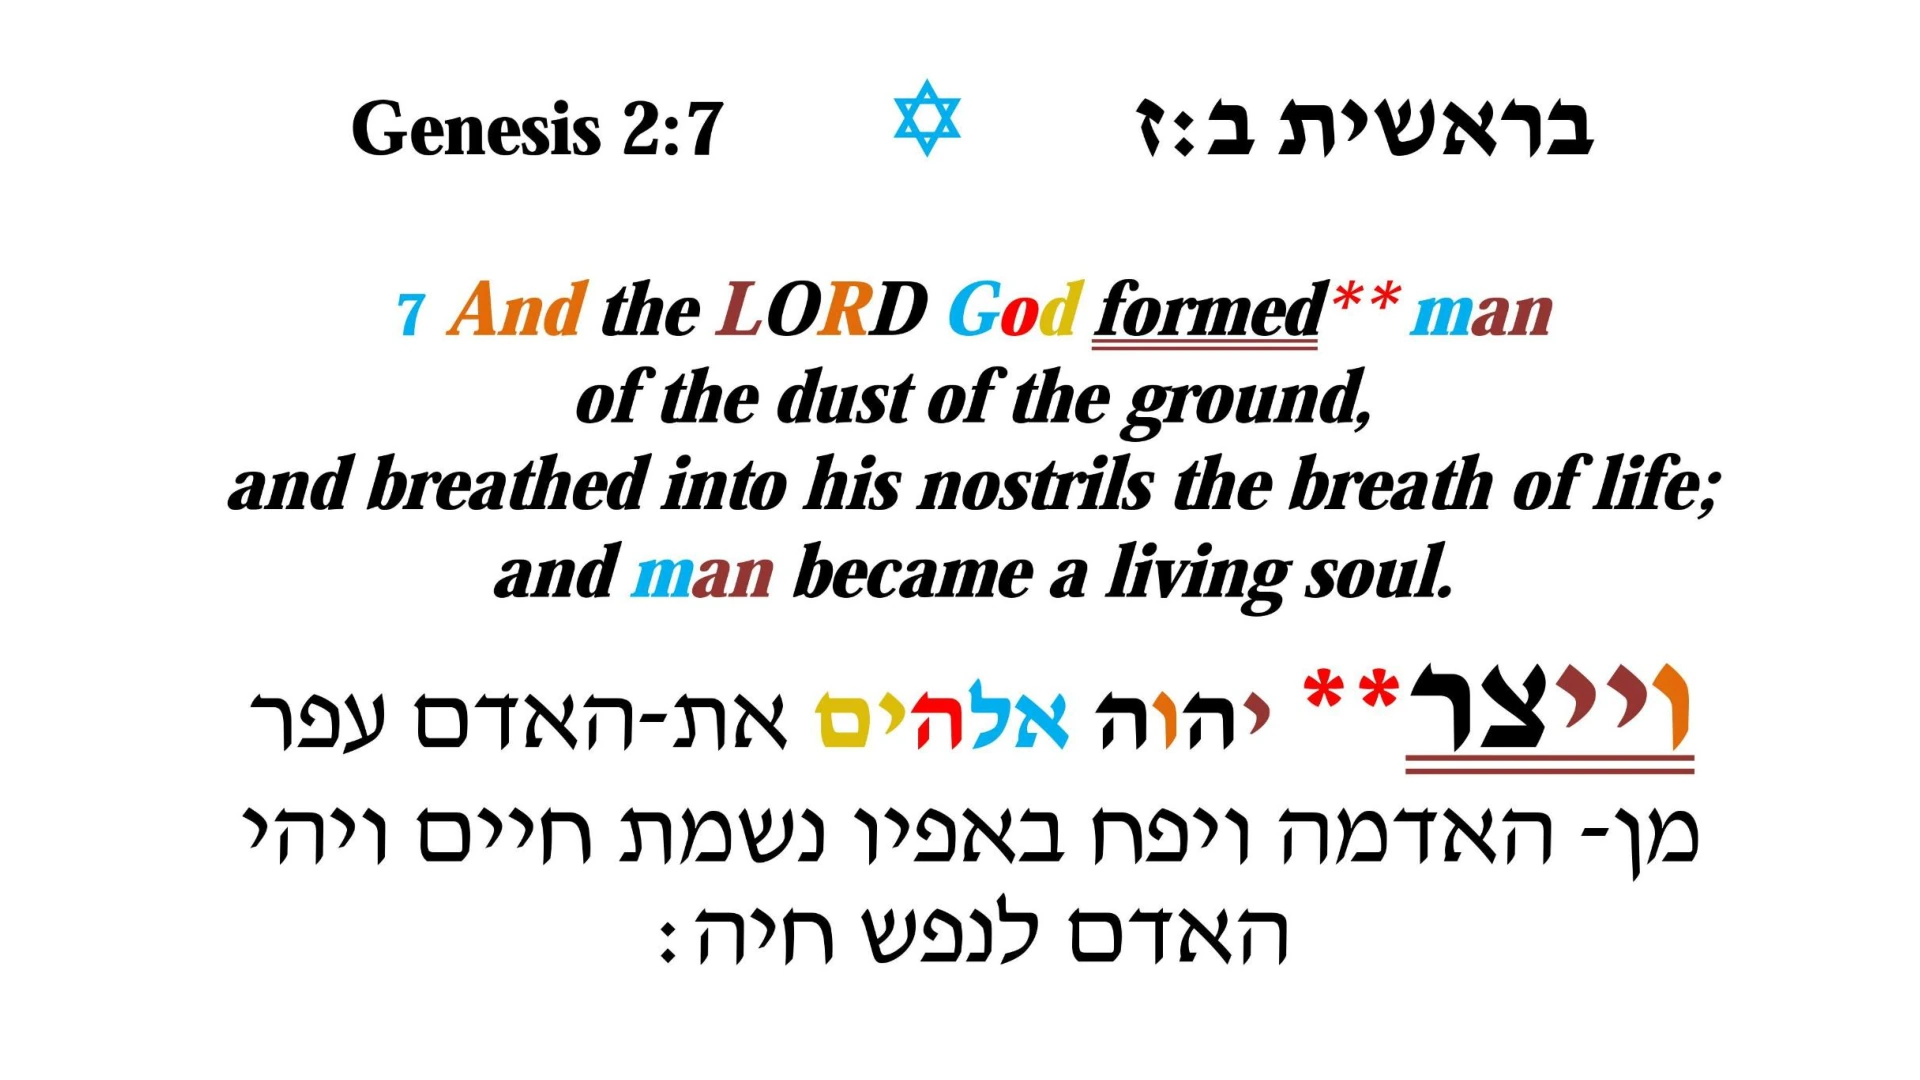 Genesis 2:7 ✡ בראשית ב:ז
7 And the LORD God formed** man
of the dust of the ground,
and breathed into his nostrils the breath of life;
and man became a living soul.
וייצר** יהוה אלהים את-האדם עפר
מן- האדמה ויפח באפיו נשמת חיים ויהי
האדם לנפש חיה: